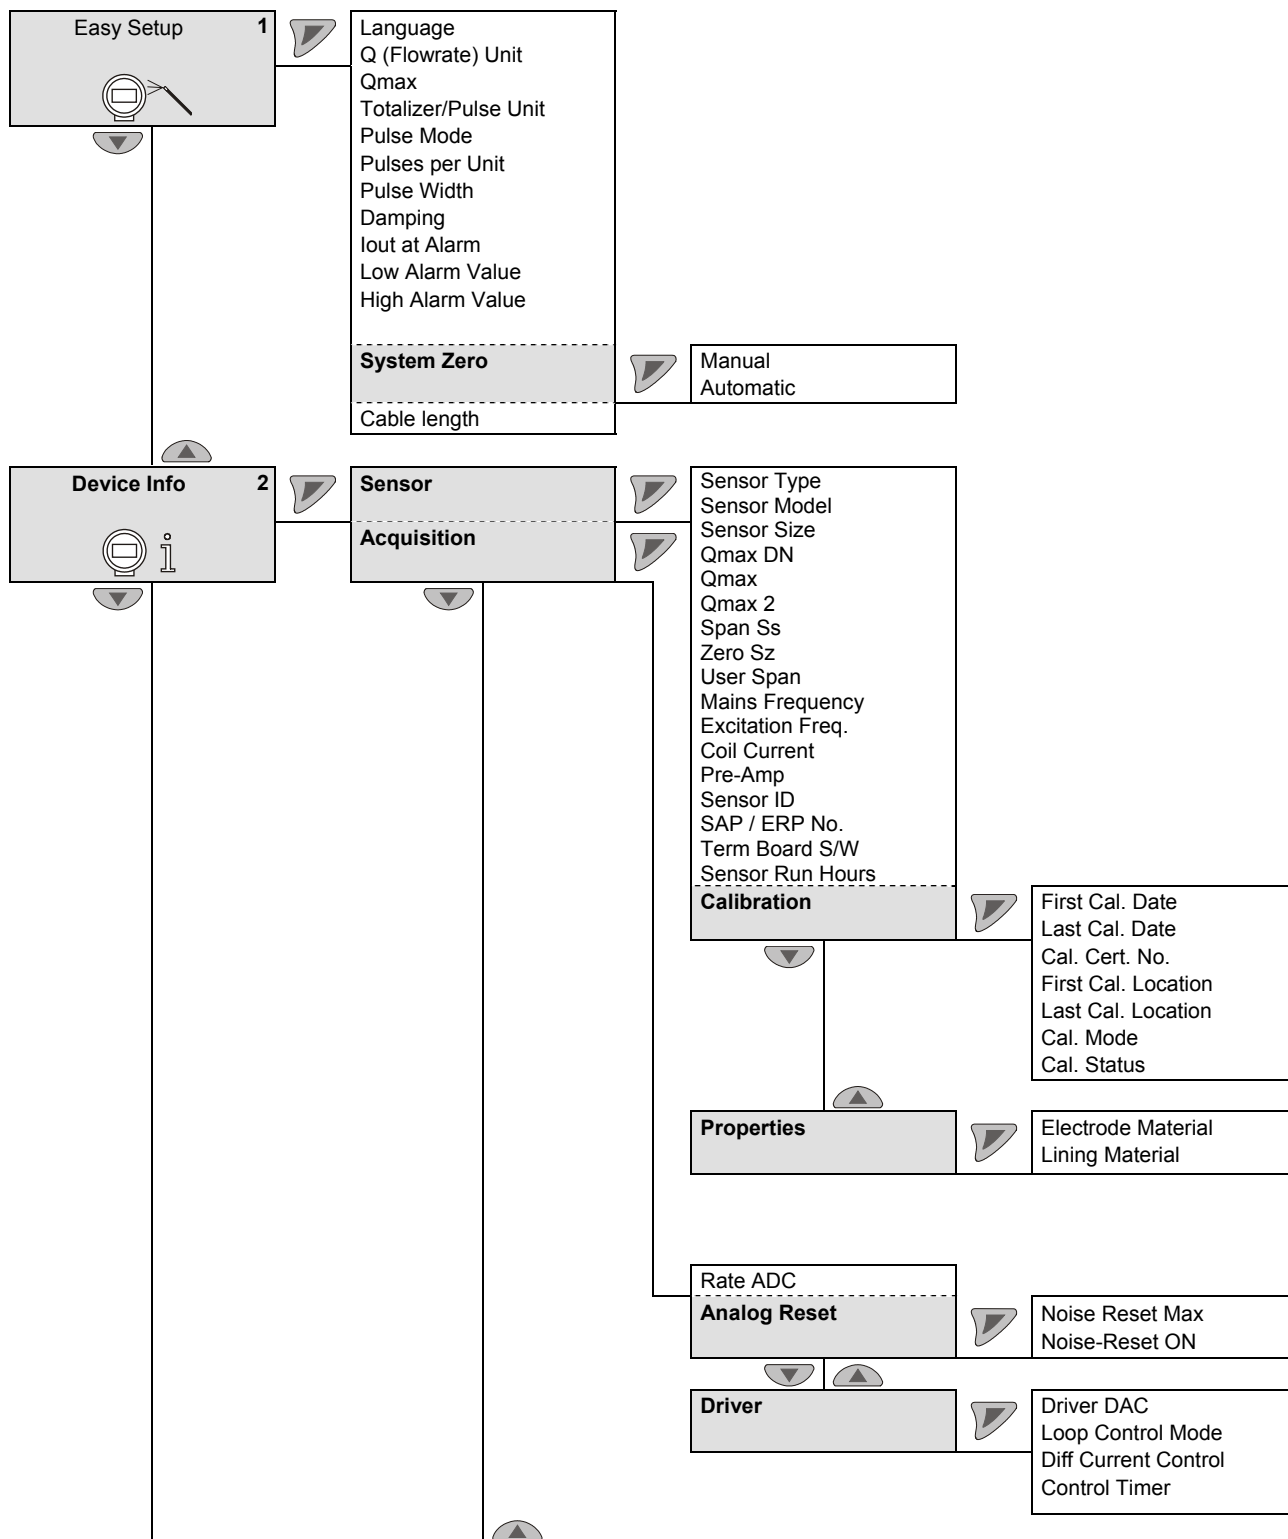 Easy Setup 1
Language
Q (Flowrate) Unit
Qmax
Totalizer/Pulse Unit
Pulse Mode
Pulses per Unit
Pulse Width
Damping
Iout at Alarm
Low Alarm Value
High Alarm Value
System Zero
Manual
Automatic
Cable length
Device Info 2
Sensor
Acquisition
Sensor Type
Sensor Model
Sensor Size
Qmax DN
Qmax
Qmax 2
Span Ss
Zero Sz
User Span
Mains Frequency
Excitation Freq.
Coil Current
Pre-Amp
Sensor ID
SAP / ERP No.
Term Board S/W
Sensor Run Hours
Calibration
First Cal. Date
Last Cal. Date
Cal. Cert. No.
First Cal. Location
Last Cal. Location
Cal. Mode
Cal. Status
Properties
Electrode Material
Lining Material
Rate ADC
Analog Reset
Noise Reset Max
Noise-Reset ON
Driver
Driver DAC
Loop Control Mode
Diff Current Control
Control Timer